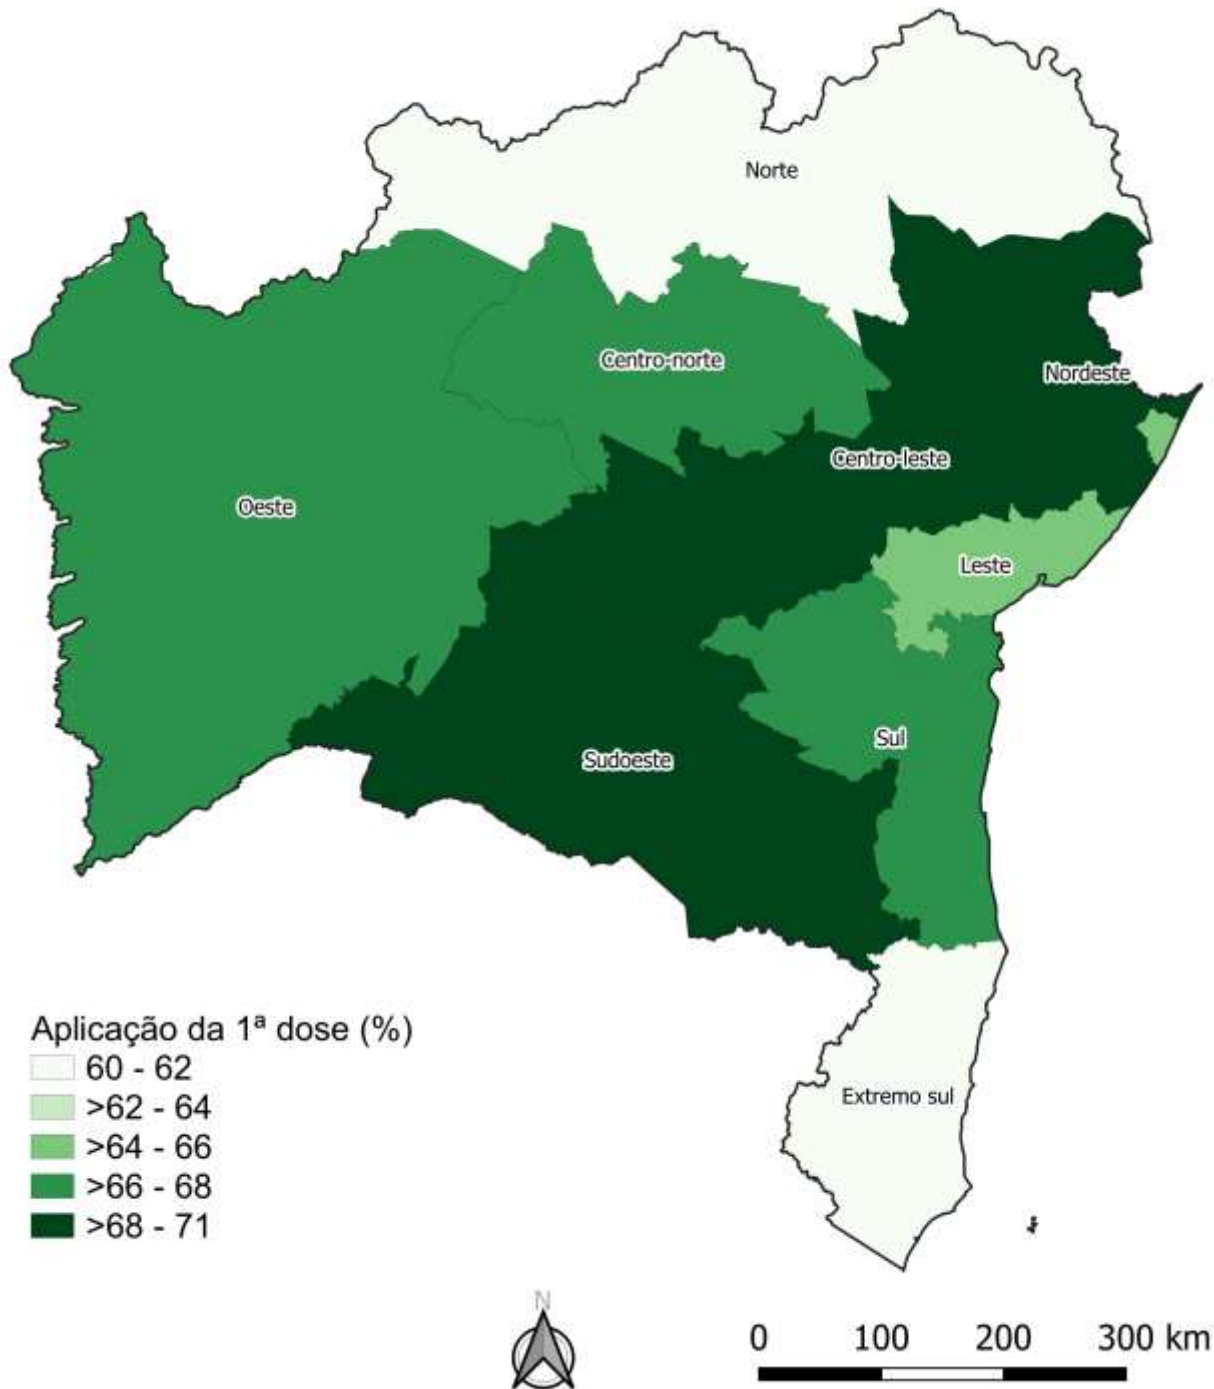 Norte
Centro-norte
Nordeste
Centro-leste
Oeste
Leste
Sul
Sudoeste
Aplicação da 1ª dose (%)
60 - 62
>62 - 64
>64 - 66
>66 - 68
>68 - 71
Extremo sul
N
0 100 200 300 km